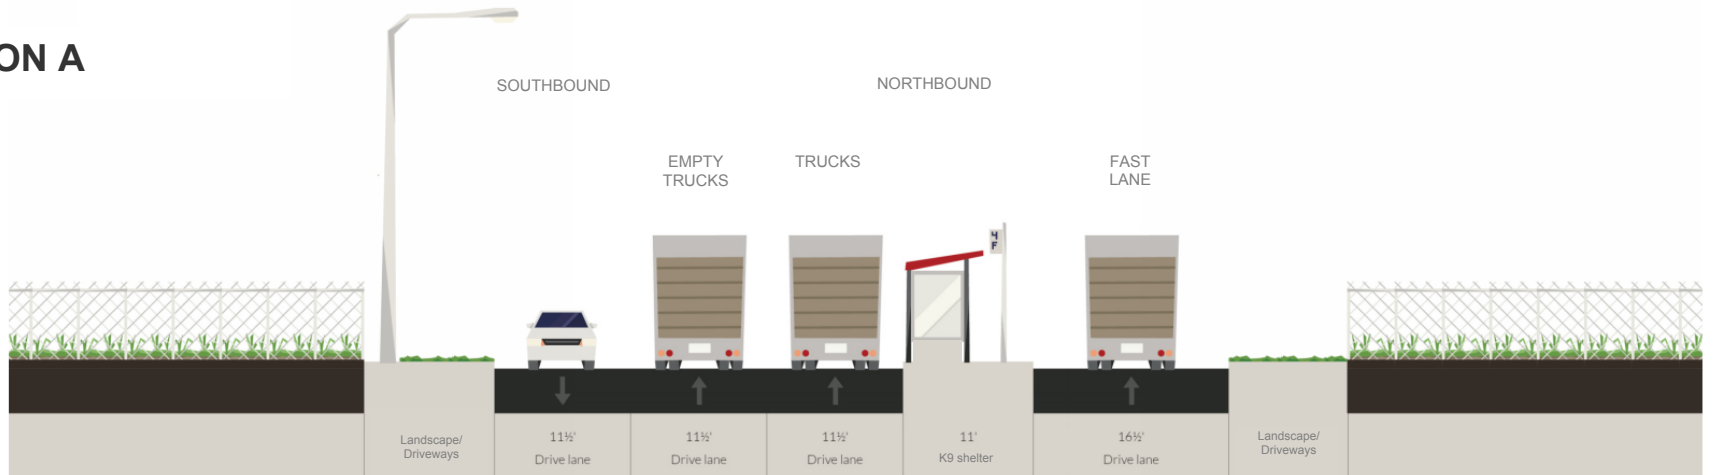 ON A
SOUTHBOUND
NORTHBOUND
EMPTY
TRUCKS
TRUCKS
FAST
LANE
4
F
Landscape/
Driveways
11½'
Drive lane
11½'
Drive lane
11½'
Drive lane
11'
K9 shelter
16½'
Drive lane
Landscape/
Driveways